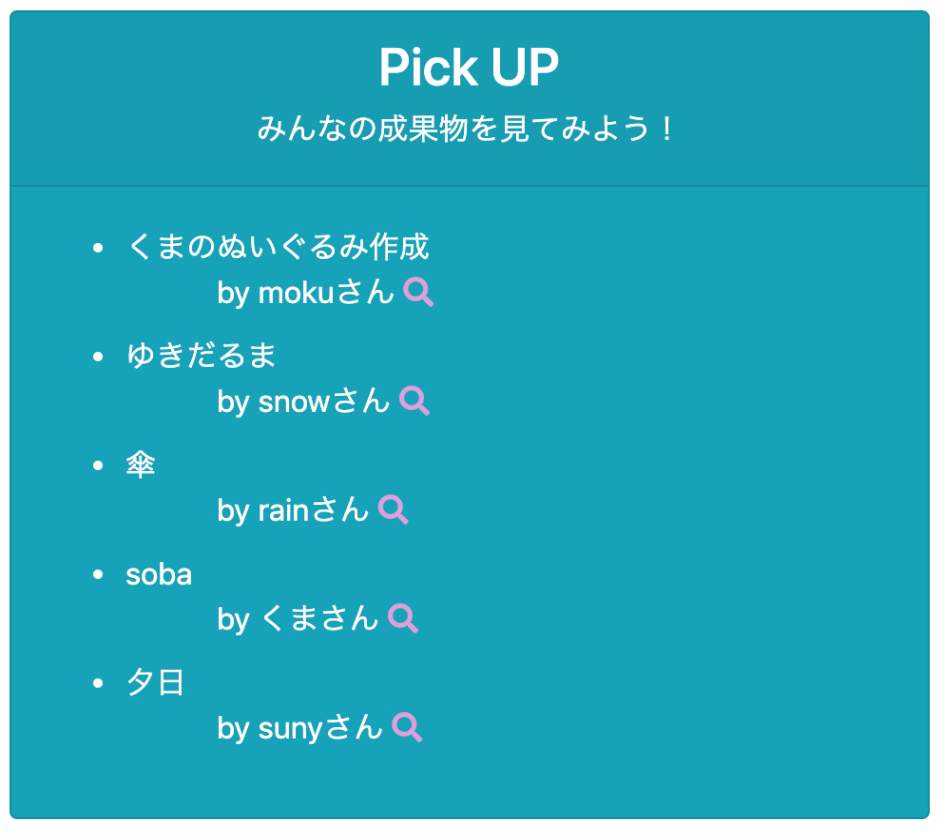 Pick UP
みんなの成果物を見てみよう！
くまのぬいぐるみ作成
by mokuさん
ゆきだるま
by snowさん
傘
by rainさん
soba
by くまさん
夕日
by sunyさん